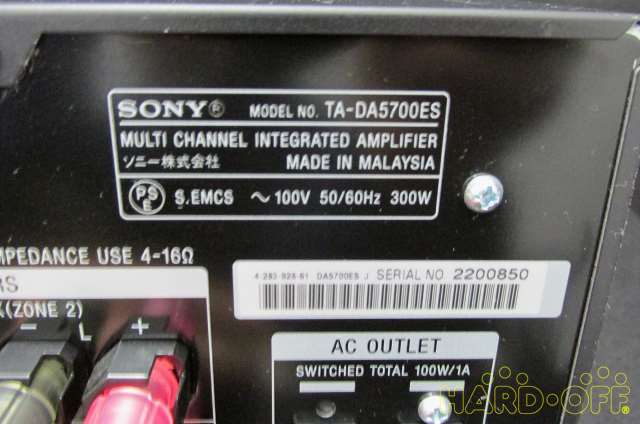 SONY® MODEL NO. TA-DA5700ES
MULTI CHANNEL INTEGRATED AMPLIFIER
ソニー株式会社 MADE IN MALAYSIA
PSE S.EMCS ～100V 50/60Hz 300W
MPEDANCE USE 4-16Ω
RS
(ZONE 2)
4-283-928-61 DA5700ES J SERIAL NO 2200850
− L +
AC OUTLET
SWITCHED TOTAL 100W/1A
HARD-OFF